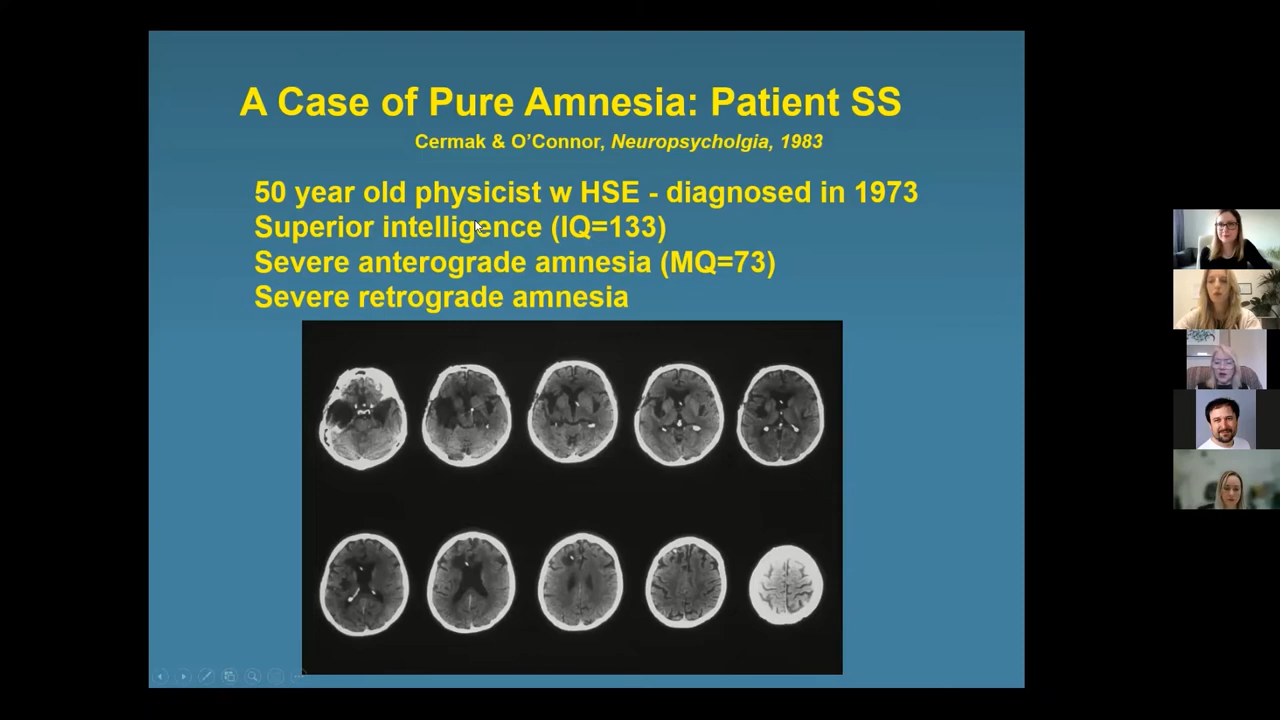 A Case of Pure Amnesia: Patient SS
Cermak & O’Connor, Neuropsycholgia, 1983
50 year old physicist w HSE - diagnosed in 1973
Superior intelligence (IQ=133)
Severe anterograde amnesia (MQ=73)
Severe retrograde amnesia